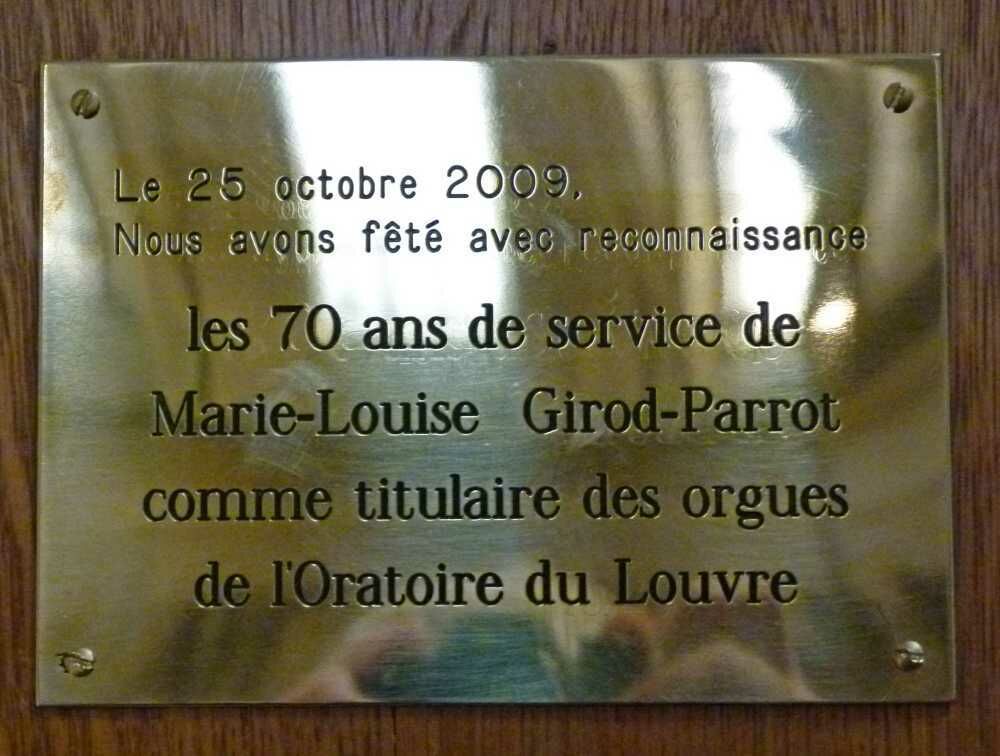 Le 25 octobre 2009,
Nous avons fêté avec reconnaissance
les 70 ans de service de
Marie-Louise Girod-Parrot
comme titulaire des orgues
de l'Oratoire du Louvre